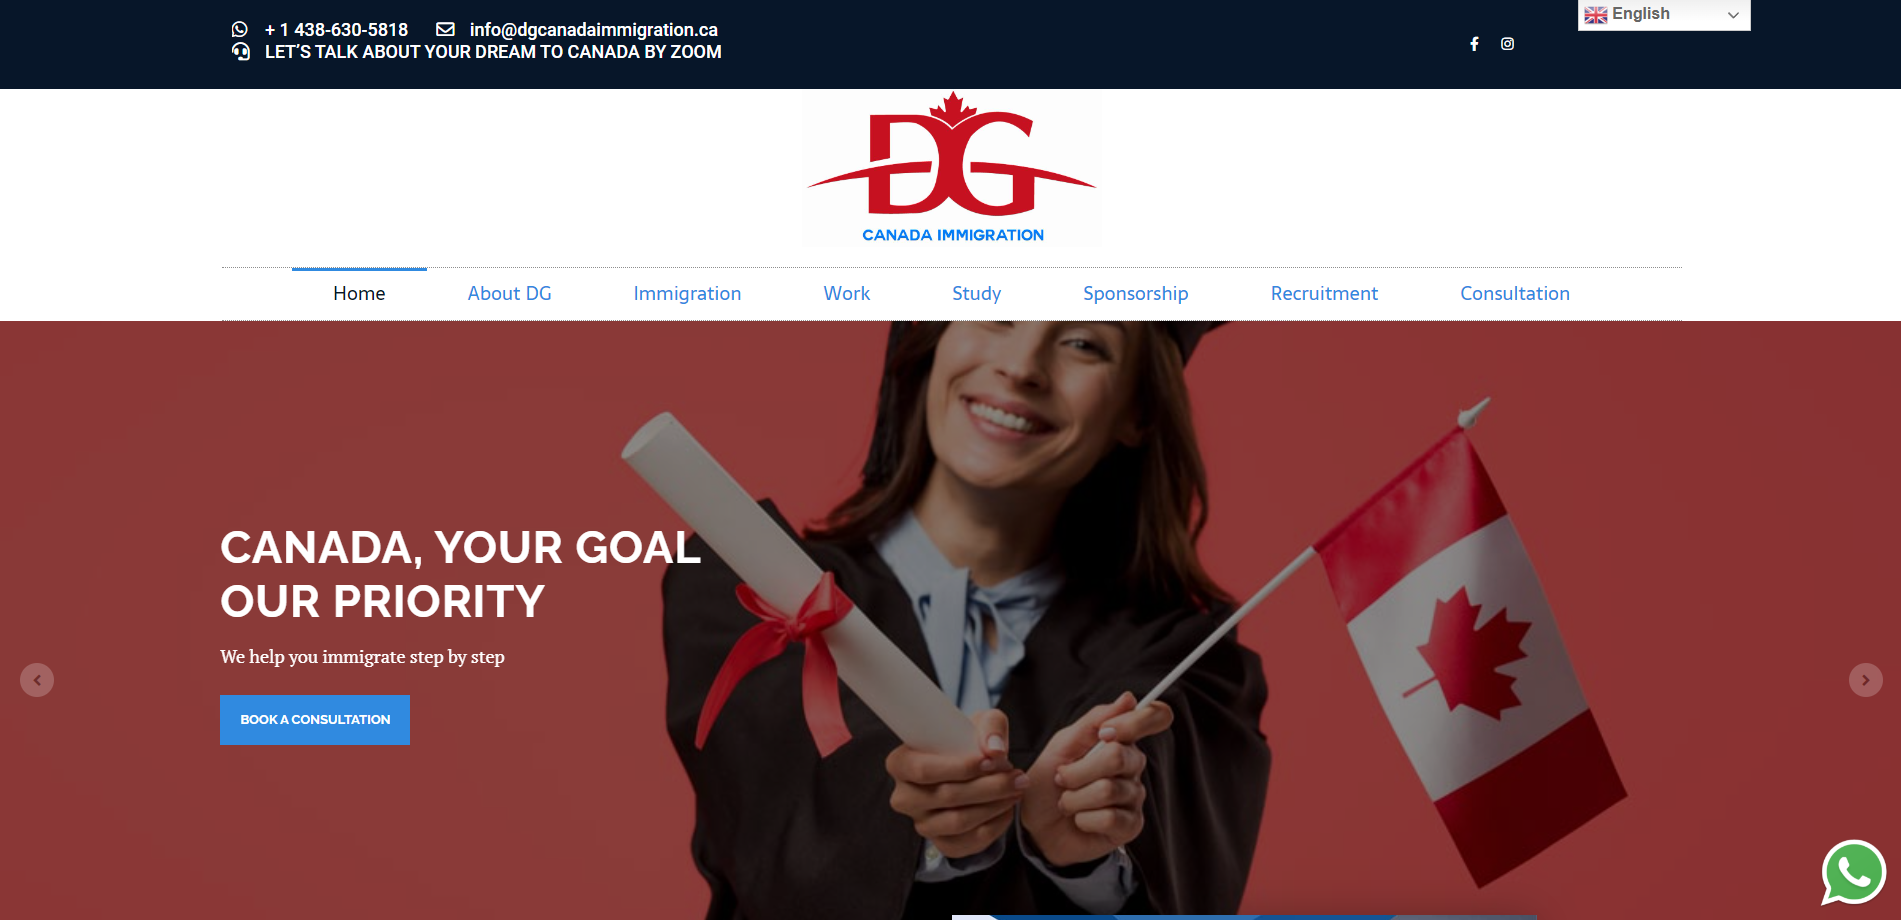 + 1 438-630-5818
info@dgcanadaimmigration.ca
LET’S TALK ABOUT YOUR DREAM TO CANADA BY ZOOM
English
DG
CANADA IMMIGRATION
Home
About DG
Immigration
Work
Study
Sponsorship
Recruitment
Consultation
CANADA, YOUR GOAL
OUR PRIORITY
We help you immigrate step by step
BOOK A CONSULTATION